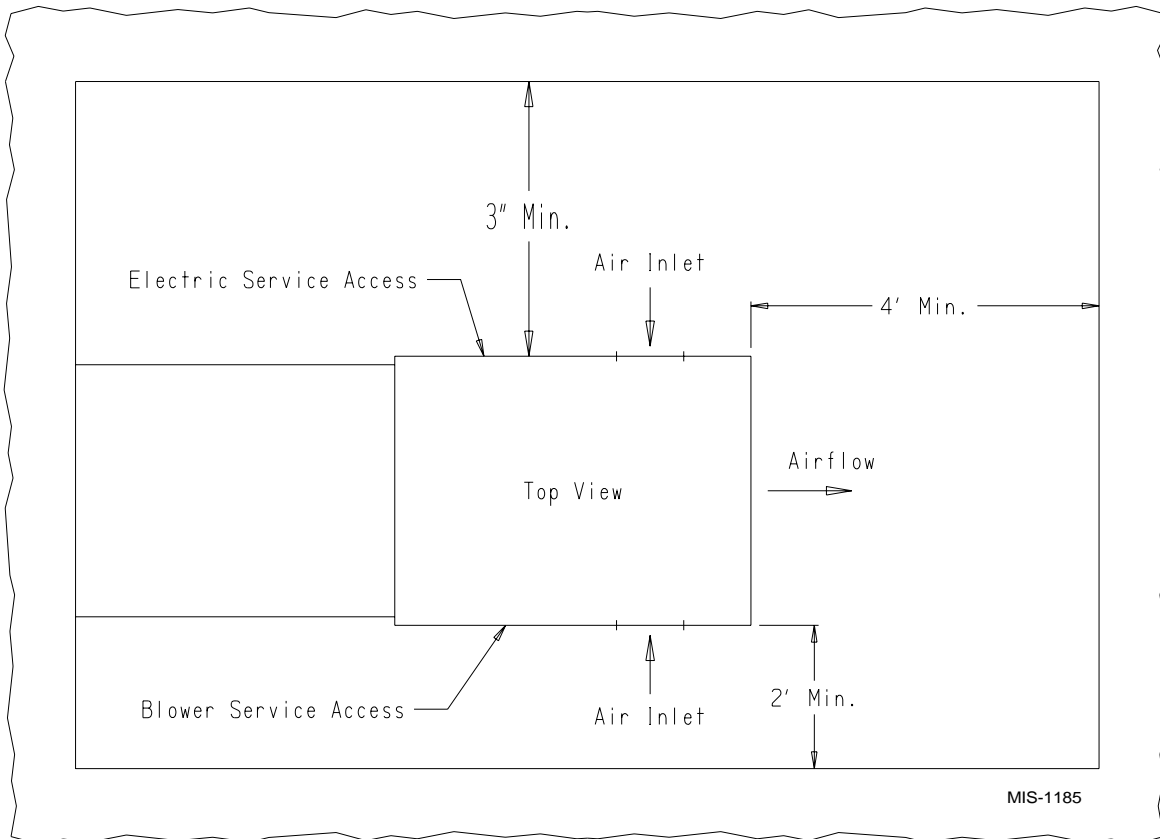 3" Min.
Air Inlet
Electric Service Access
4' Min.
Airflow
Top View
2' Min.
Blower Service Access
Air Inlet
MIS-1185